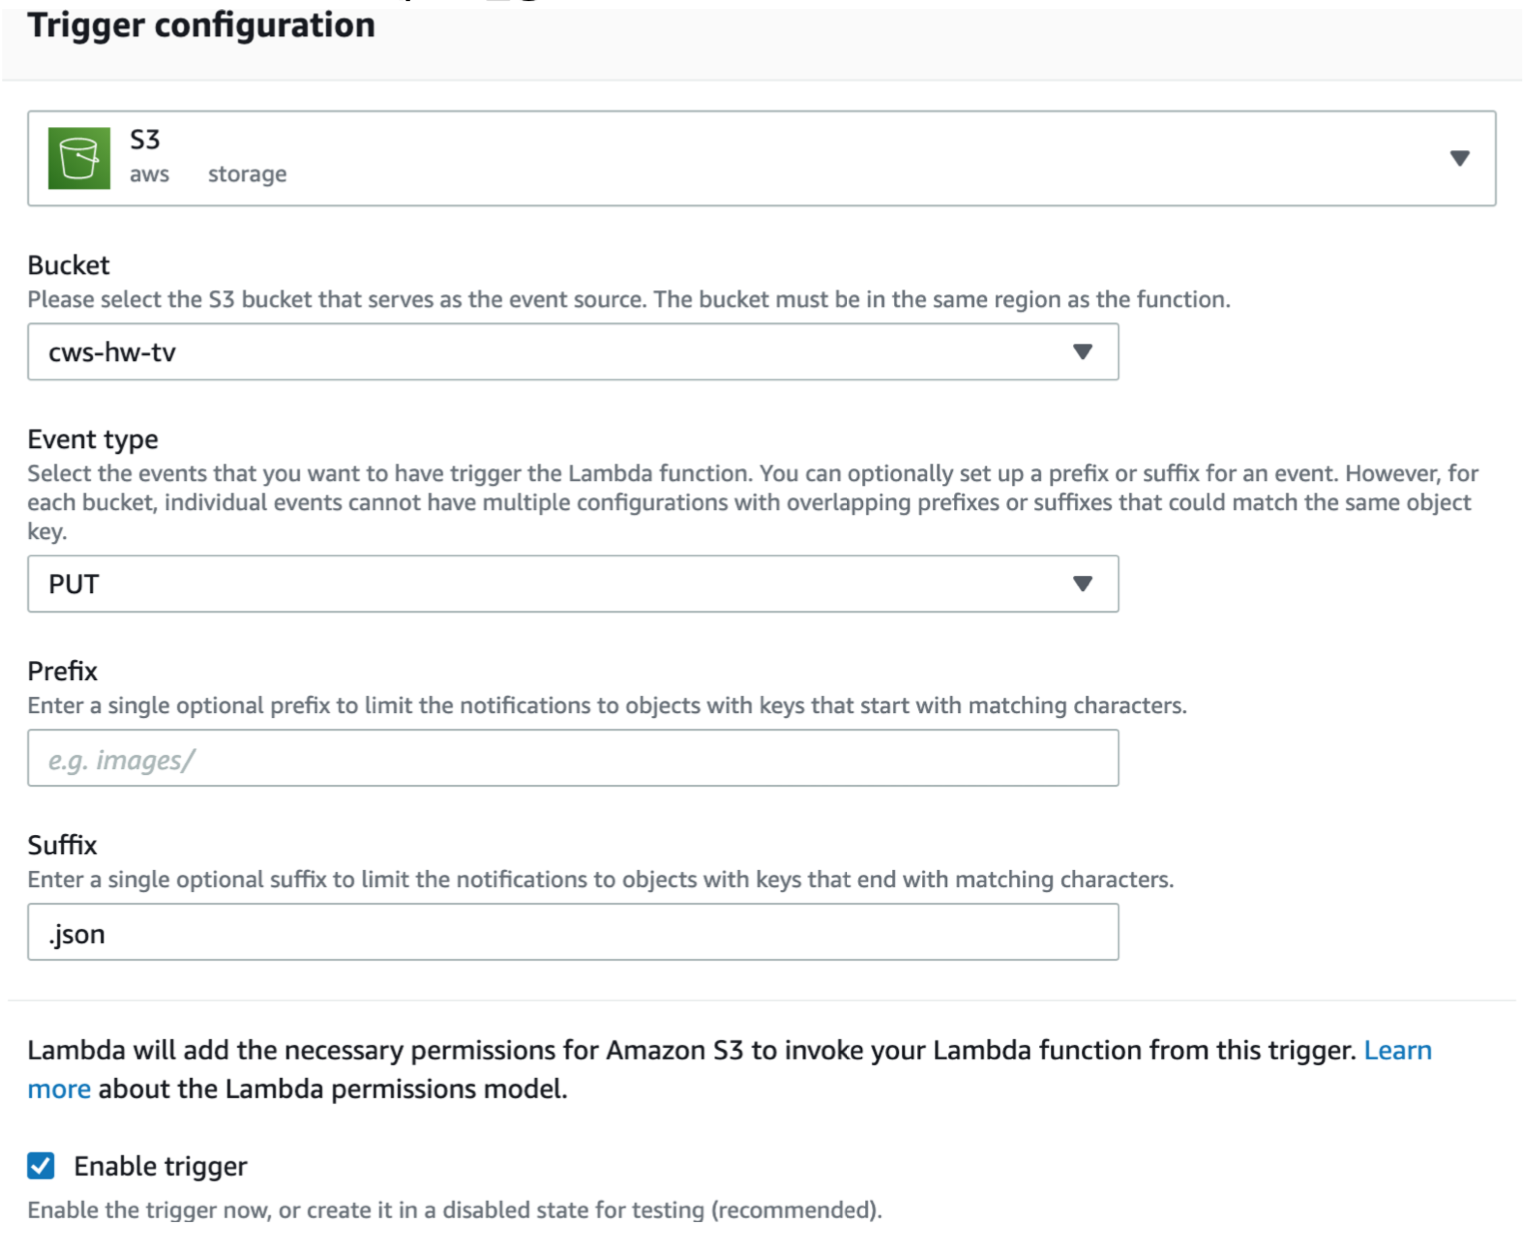 Trigger configuration
S3
aws storage
Bucket
Please select the S3 bucket that serves as the event source. The bucket must be in the same region as the function.
cws-hw-tv
Event type
Select the events that you want to have trigger the Lambda function. You can optionally set up a prefix or suffix for an event. However, for
each bucket, individual events cannot have multiple configurations with overlapping prefixes or suffixes that could match the same object
key.
PUT
Prefix
Enter a single optional prefix to limit the notifications to objects with keys that start with matching characters.
e.g. images/
Suffix
Enter a single optional suffix to limit the notifications to objects with keys that end with matching characters.
.json
Lambda will add the necessary permissions for Amazon S3 to invoke your Lambda function from this trigger. Learn
more about the Lambda permissions model.
Enable trigger
Enable the trigger now, or create it in a disabled state for testing (recommended).